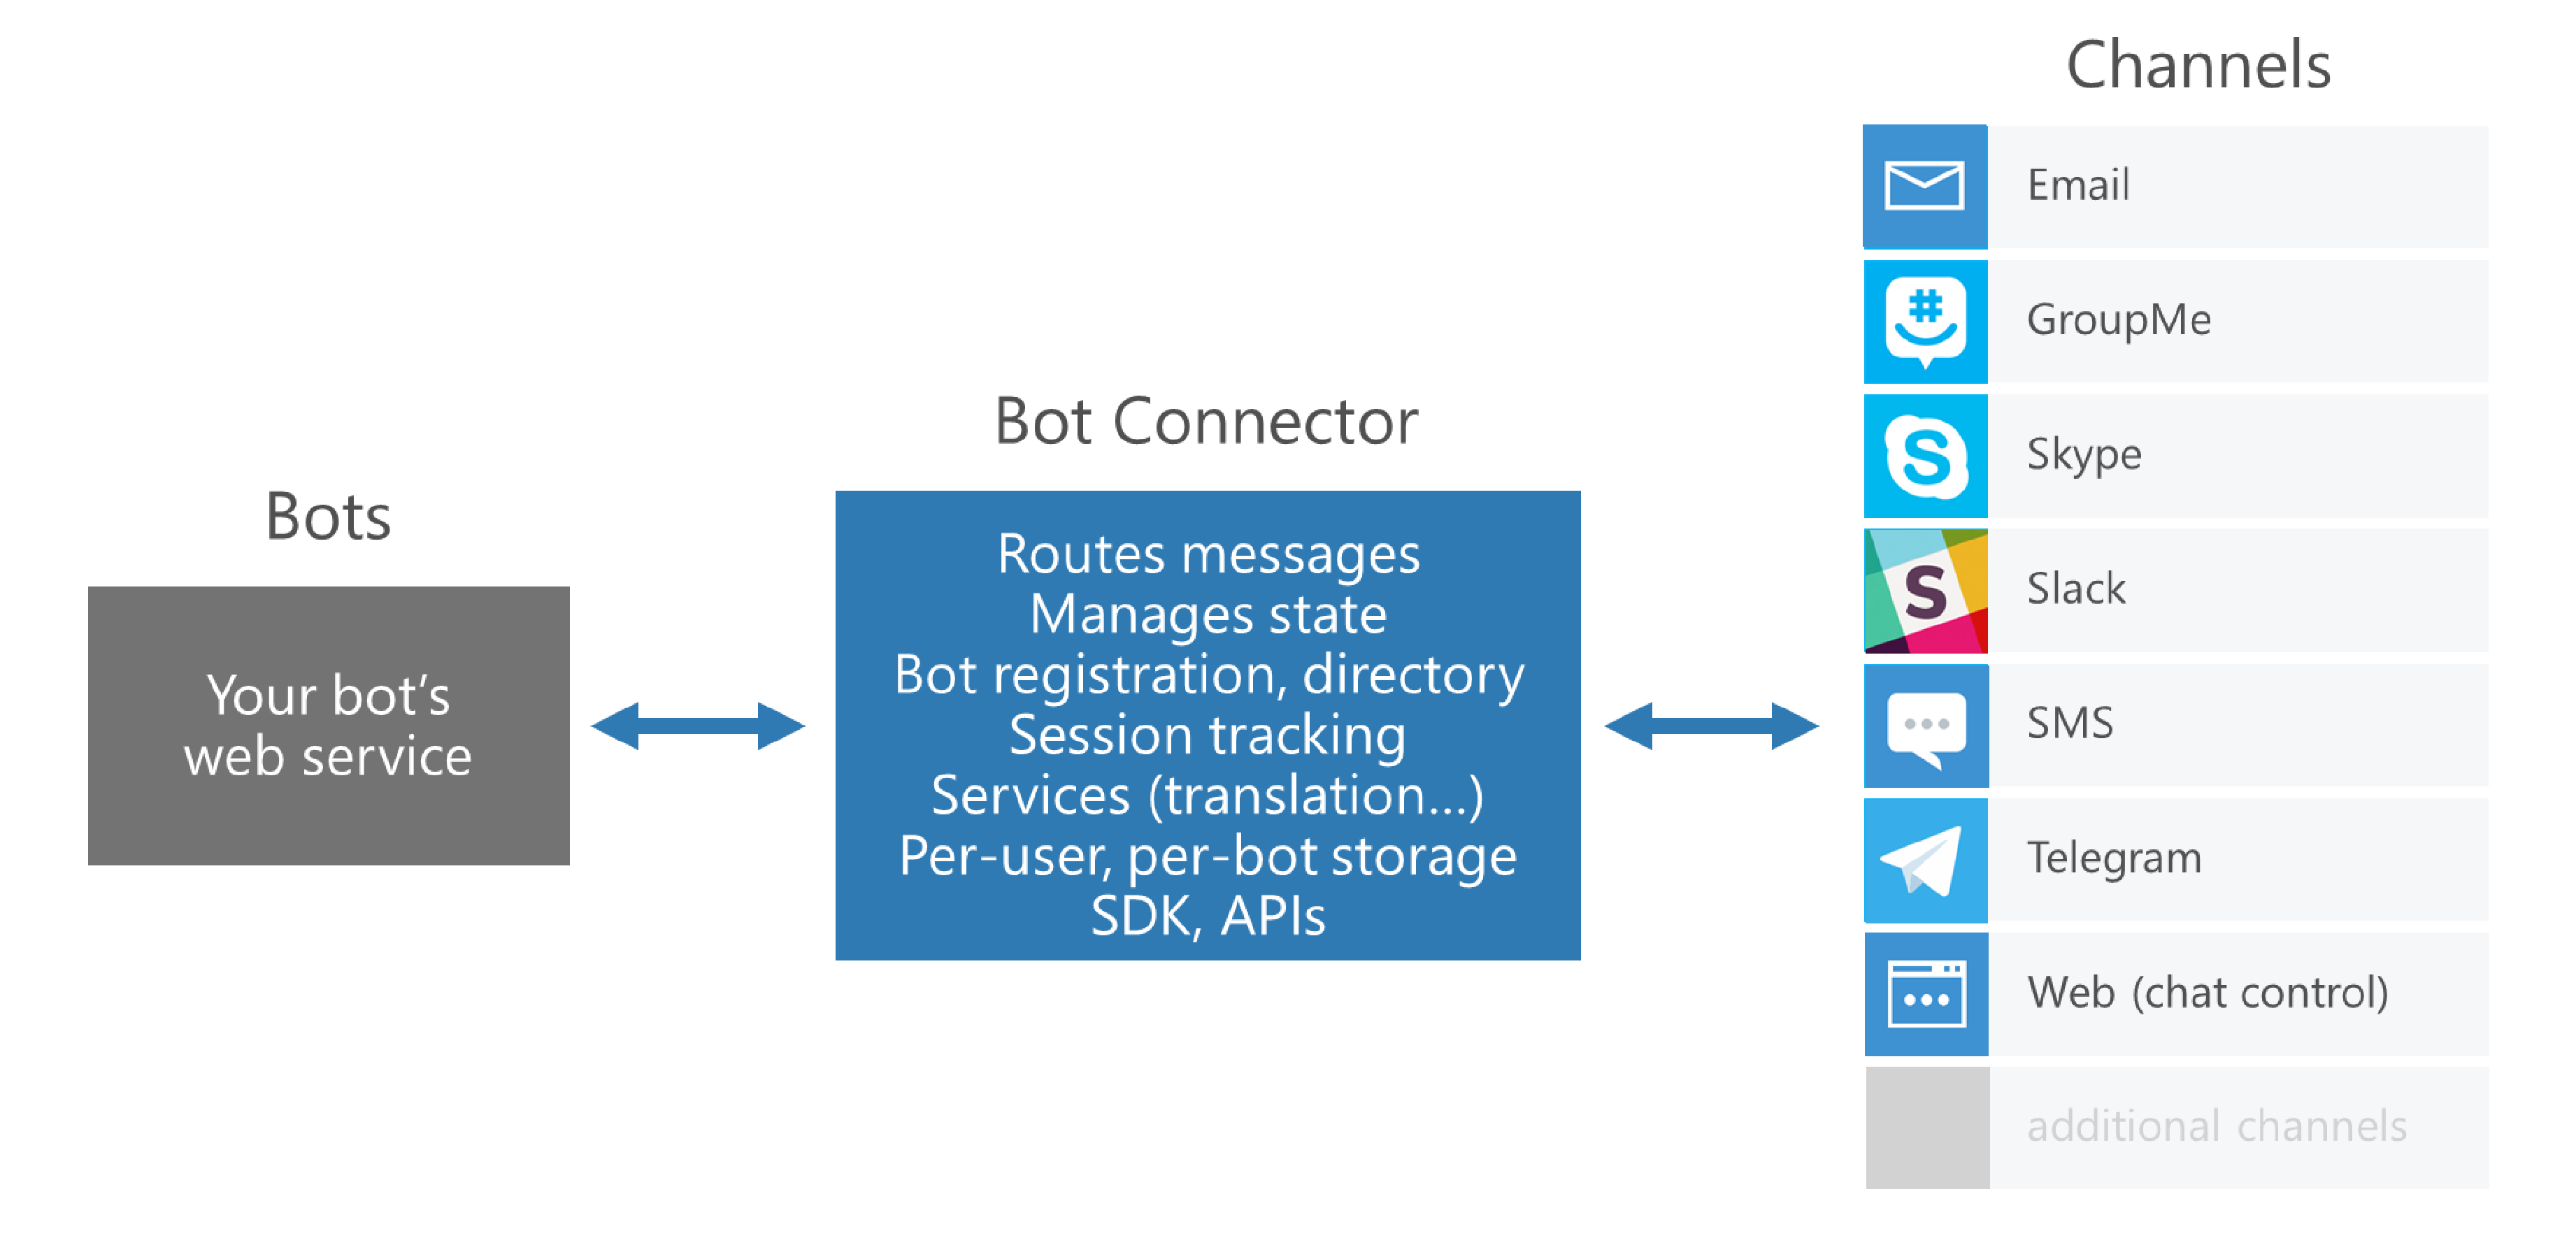 Channels
Email
GroupMe
Skype
Slack
SMS
Telegram
Web (chat control)
additional channels
Bot Connector
Routes messages
Manages state
Bot registration, directory
Session tracking
Services (translation...)
Per-user, per-bot storage
SDK, APIs
Bots
Your bot’s
web service